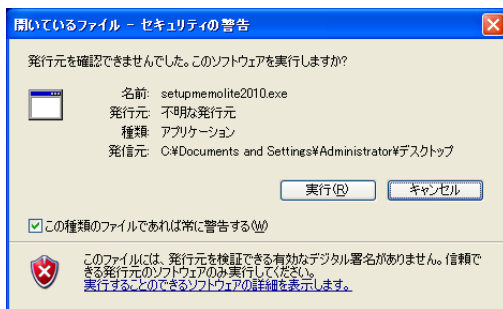 開いているファイル - セキュリティの警告
発行元を確認できませんでした。このソフトウェアを実行しますか?
名前: setupmemolite2010.exe
発行元: 不明な発行元
種類: アプリケーション
発信元: C:¥Documents and Settings¥Administrator¥デスクトップ
実行(R) キャンセル
この種類のファイルであれば常に警告する(W)
このファイルには、発行元を検証できる有効なデジタル署名がありません。信頼で
きる発行元のソフトウェアのみ実行してください。
実行することのできるソフトウェアの詳細を表示します。